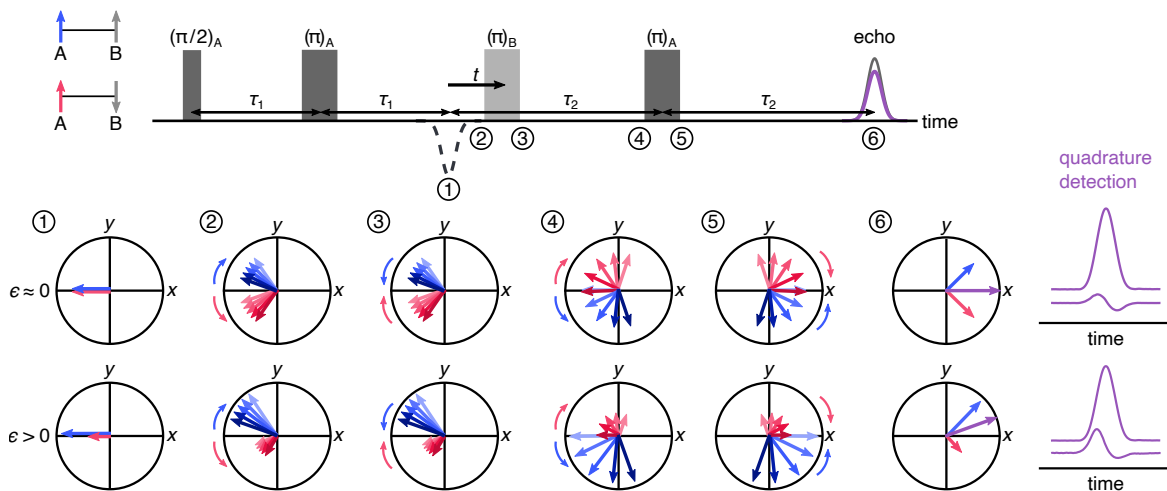 (π/2)A (π)A (π)B (π)A echo
A B
t
τ1 τ1 τ2 τ2
A B
time
② ③ ④ ⑤ ⑥
①
quadrature
detection
① y ② y ③ y ④ y ⑤ y ⑥ y
ϵ ≈ 0 x x x x x x
time
y y y y y y
ϵ > 0 x x x x x x
time